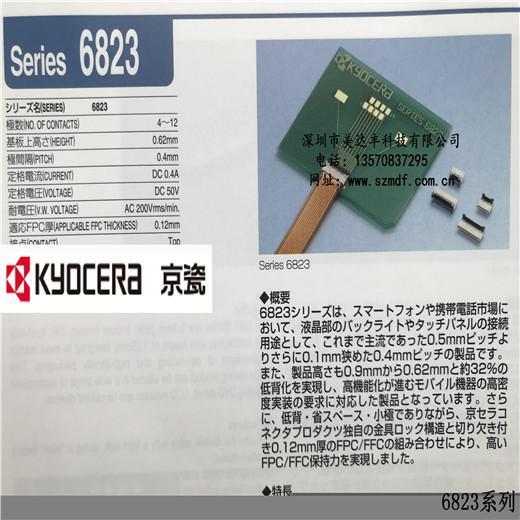 Series 6823
シリーズ名(SERIES) 6823
極数(NO. OF CONTACTS) 4〜12
基板上高さ(HEIGHT) 0.62mm
極間隔(PITCH) 0.4mm
定格電流(CURRENT) DC 0.4A
定格電圧(VOLTAGE) DC 50V
耐電圧(V.W. VOLTAGE) AC 200Vrms/min.
適応FPC厚(APPLICABLE FPC THICKNESS) 0.12mm
接点(CONTACT) Top
KYOCERA 京瓷
KYOCERA
SERIES 6823
深圳市美达丰科技有限公司
电话：13570837295
网址：www.szmdf.com.cn
Series 6823
◆概要
6823シリーズは、スマートフォンや携帯電話市場に
おいて、液晶部のバックライトやタッチパネルの接続
用途として、これまで主流であった0.5mmピッチよ
りさらに0.1mm狭めた0.4mmピッチの製品です。
また、製品高さも0.9mmから0.62mmと約32%の
低背化を実現し、高機能化が進むモバイル機器の高密
度実装の要求に対応した製品となっています。さら
に、低背・省スペース・小極でありながら、京セラコ
ネクタプロダクツ独自の金具ロック構造と切り欠き付
き0.12mm厚のFPC/FFCの組み合わせにより、高い
FPC/FFC保持力を実現しました。
◆特長
6823系列